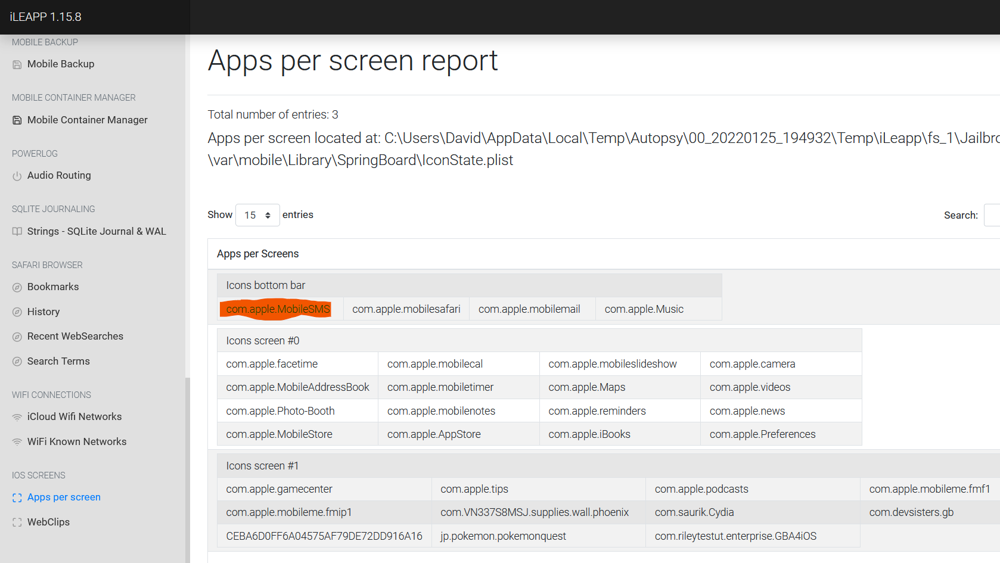 iLEAPP 1.15.8
MOBILE BACKUP
Mobile Backup
MOBILE CONTAINER MANAGER
Mobile Container Manager
POWERLOG
Audio Routing
SQLITE JOURNALING
Strings - SQLite Journal & WAL
SAFARI BROWSER
Bookmarks
History
Recent WebSearches
Search Terms
WIFI CONNECTIONS
iCloud Wifi Networks
WiFi Known Networks
IOS SCREENS
Apps per screen
WebClips
Apps per screen report
Total number of entries: 3
Apps per screen located at: C:\Users\David\AppData\Local\Temp\Autopsy\00_20220125_194932\Temp\iLeapp\fs_1\Jailbro
\var\mobile\Library\SpringBoard\IconState.plist
Show 15 entries Search:
Apps per Screens
Icons bottom bar
com.apple.MobileSMS com.apple.mobilesafari com.apple.mobilemail com.apple.Music
Icons screen #0
com.apple.facetime com.apple.mobilecal com.apple.mobileslideshow com.apple.camera
com.apple.MobileAddressBook com.apple.mobiletimer com.apple.Maps com.apple.videos
com.apple.Photo-Booth com.apple.mobilenotes com.apple.reminders com.apple.news
com.apple.MobileStore com.apple.AppStore com.apple.iBooks com.apple.Preferences
Icons screen #1
com.apple.gamecenter com.apple.tips com.apple.podcasts com.apple.mobileme.fmf1
com.apple.mobileme.fmip1 com.VN337S8MSJ.supplies.wall.phoenix com.saurik.Cydia com.devsisters.gb
CEBA6D0FF6A04575AF79DE72DD916A16 jp.pokemon.pokemonquest com.rileytestut.enterprise.GBA4iOS